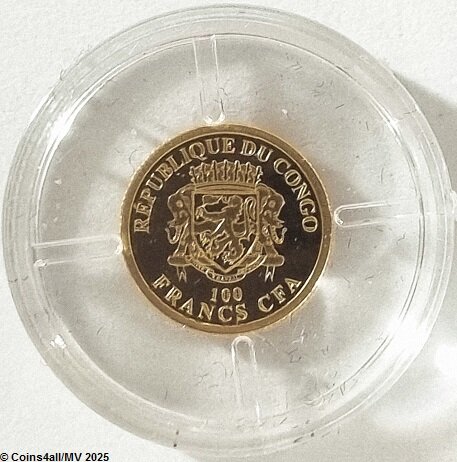 RÉPUBLIQUE DU CONGO
100
FRANCS CFA
© Coins4all/MV 2025